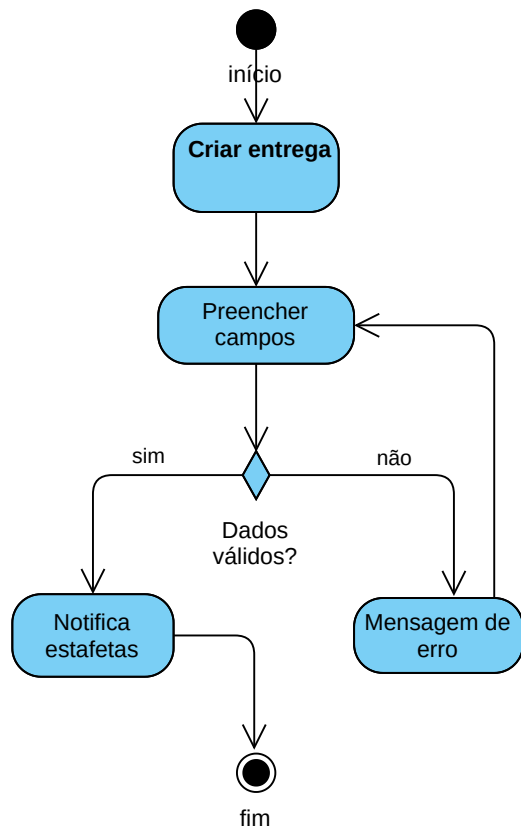 início
Criar entrega
Preencher
campos
sim
não
Dados
válidos?
Notifica
estafetas
Mensagem de
erro
fim